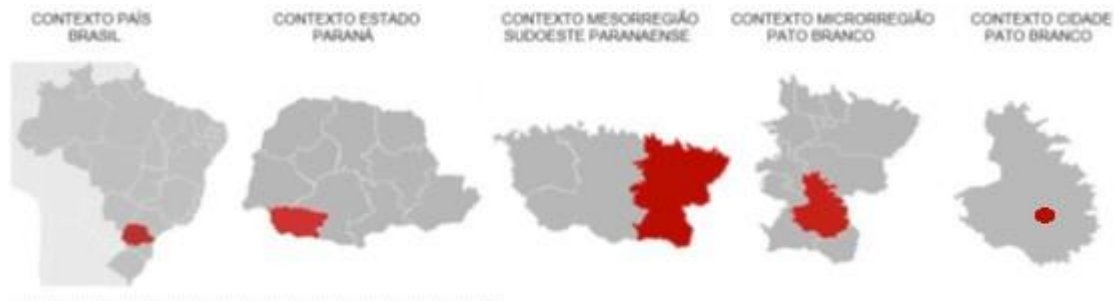 CONTEXTO PAÍS
BRASIL
CONTEXTO ESTADO
PARANÁ
CONTEXTO MESORREGIÃO
SUDOESTE PARANAENSE
CONTEXTO MICRORREGIÃO
PATO BRANCO
CONTEXTO CIDADE
PATO BRANCO